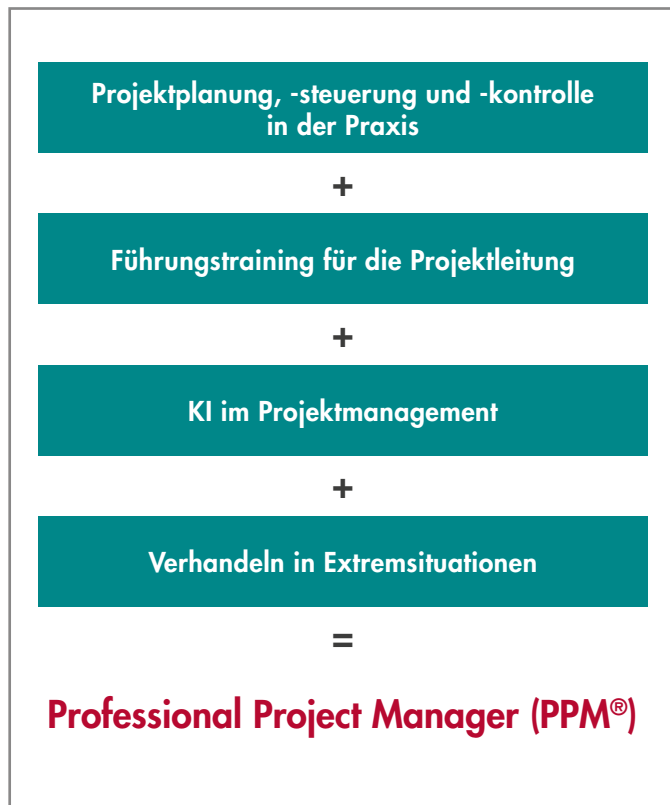 Projektplanung, -steuerung und -kontrolle
in der Praxis
+
Führungstraining für die Projektleitung
+
KI im Projektmanagement
+
Verhandeln in Extremsituationen
=
Professional Project Manager (PPM®)